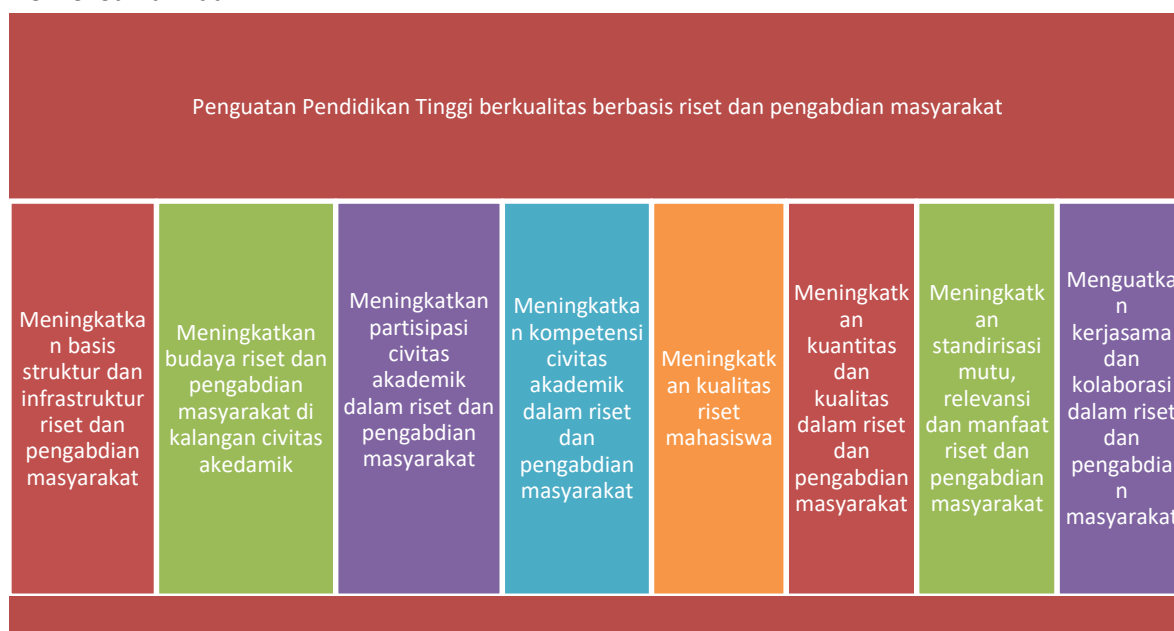 Penguatan Pendidikan Tinggi berkualitas berbasis riset dan pengabdian masyarakat
Meningkatka
n basis
struktur dan
infrastruktur
riset dan
pengabdian
masyarakat
Meningkatkan
budaya riset dan
pengabdian
masyarakat di
kalangan civitas
akedamik
Meningkatkan
partisipasi
civitas
akademik
dalam riset dan
pengabdian
masyarakat
Meningkatka
n kompetensi
civitas
akademik
dalam riset
dan
pengabdian
masyarakat
Meningkatk
an kualitas
riset
mahasiswa
Meningkatk
an
kuantitas
dan
kualitas
dalam riset
dan
pengabdian
masyarakat
Meningkatk
an
standirisasi
mutu,
relevansi
dan manfaat
riset dan
pengabdian
masyarakat
Menguatka
n
kerjasama
dan
kolaborasi
dalam riset
dan
pengabdia
n
masyarakat